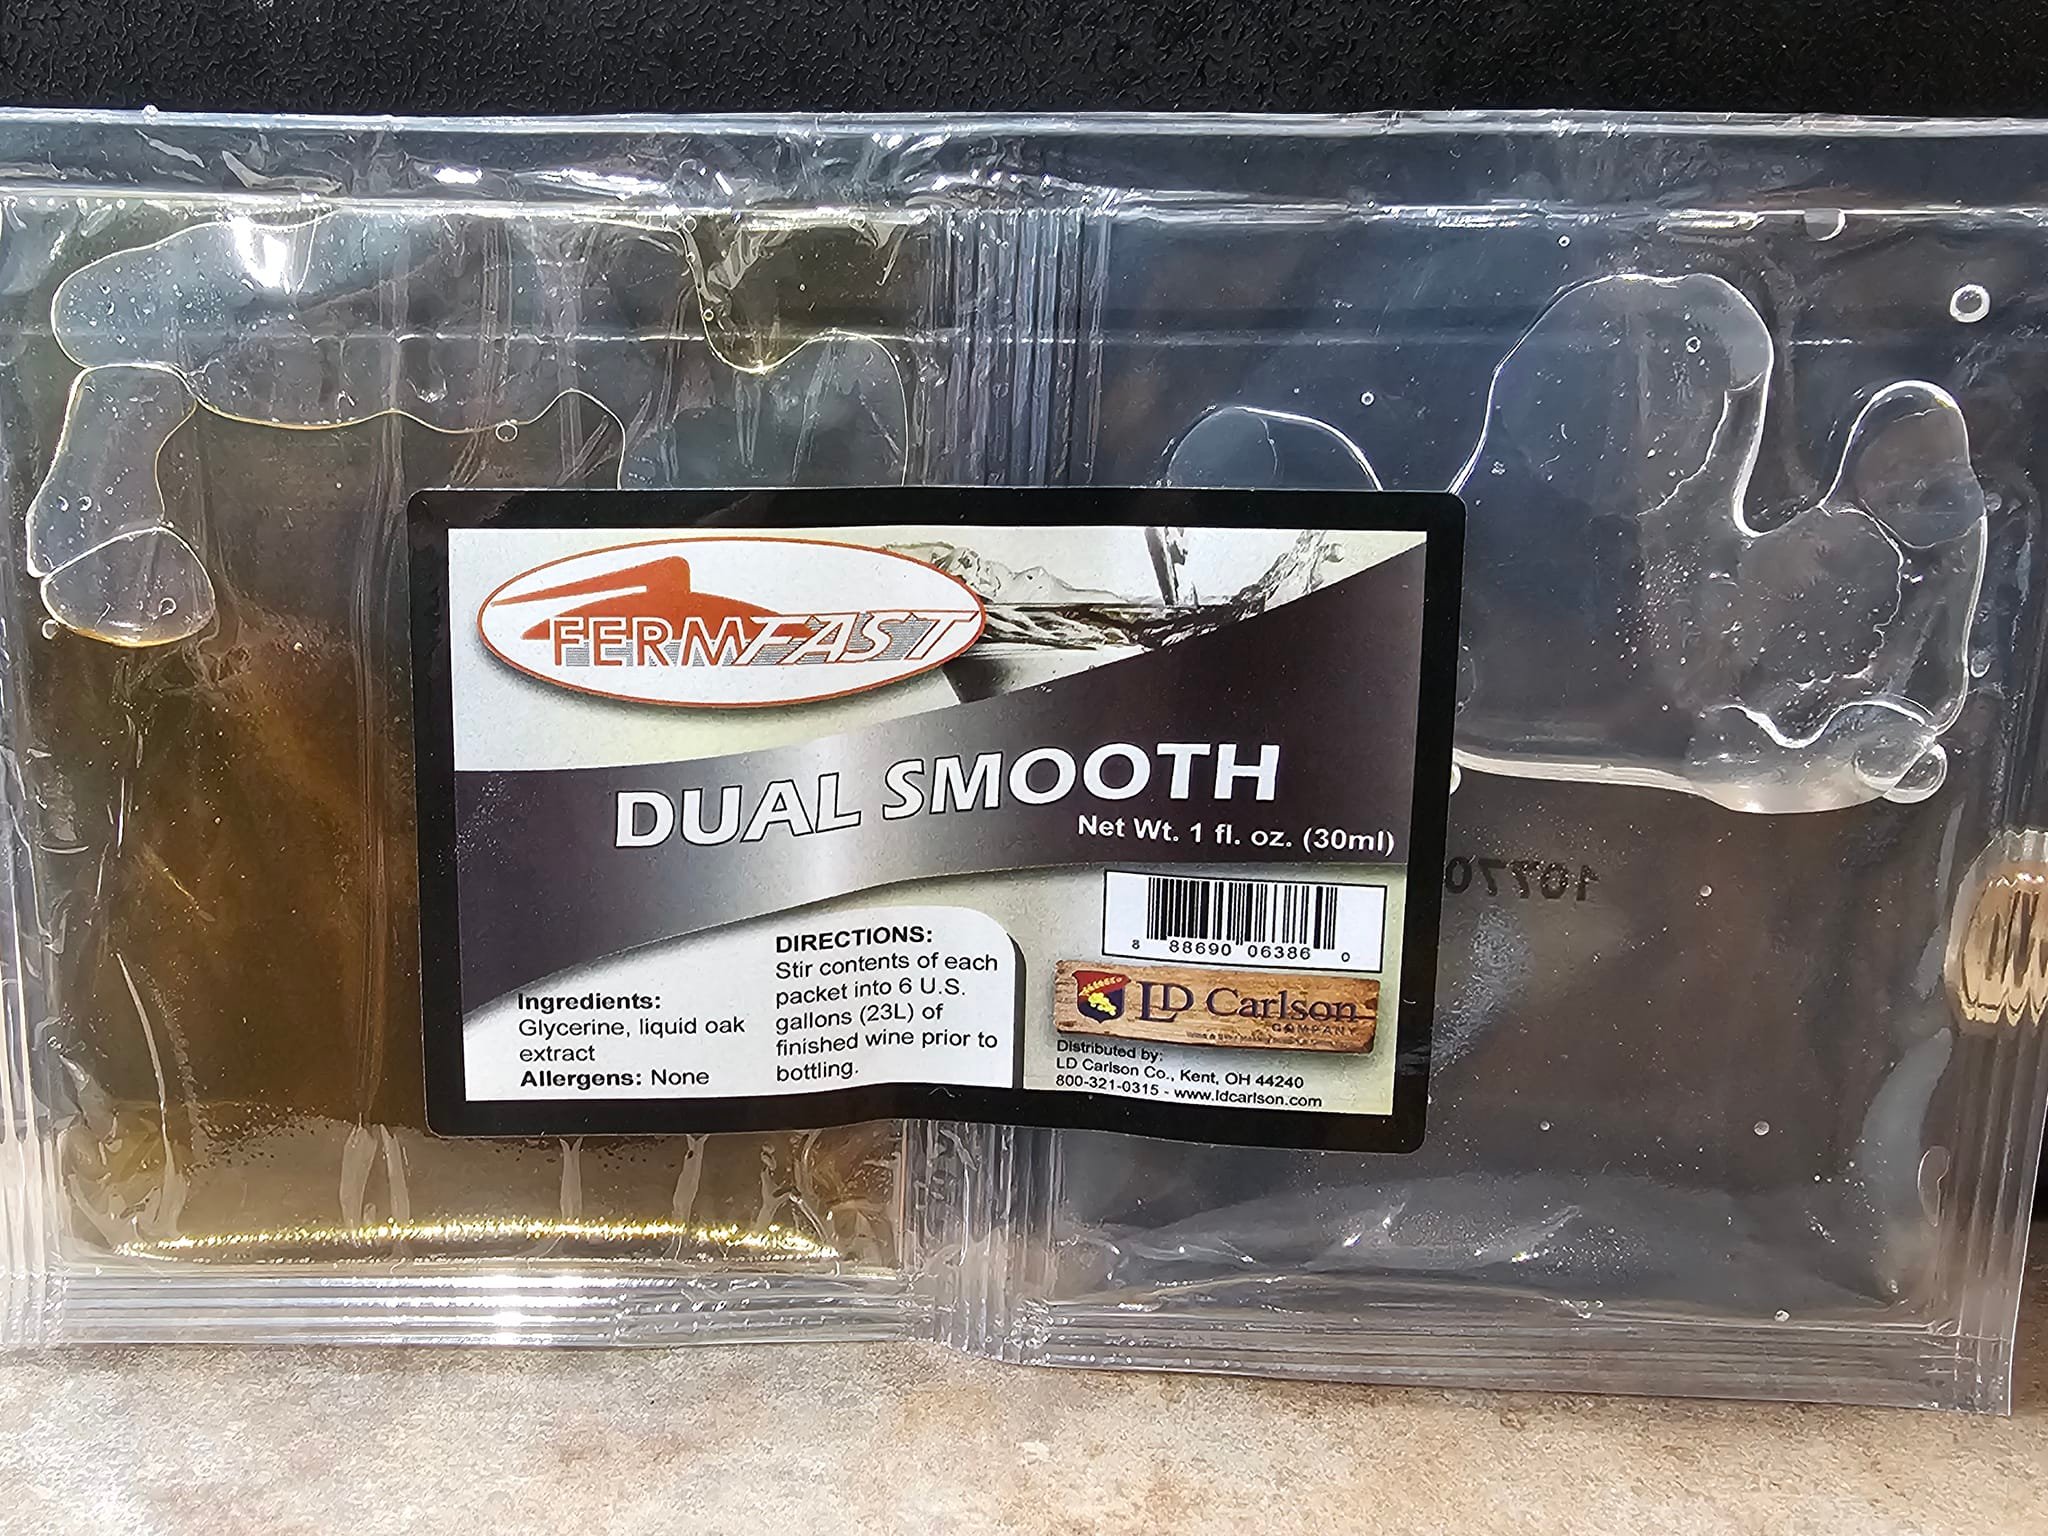 FERMFAST
DUAL SMOOTH
Net Wt. 1 fl. oz. (30ml)
10770
8 88690 06386 0
DIRECTIONS:
Stir contents of each
packet into 6 U.S.
gallons (23L) of
finished wine prior to
bottling.
Ingredients:
Glycerine, liquid oak
extract
Allergens: None
LD Carlson
COMPANY
Distributed by:
LD Carlson Co., Kent, OH 44240
800-321-0315 - www.ldcarlson.com